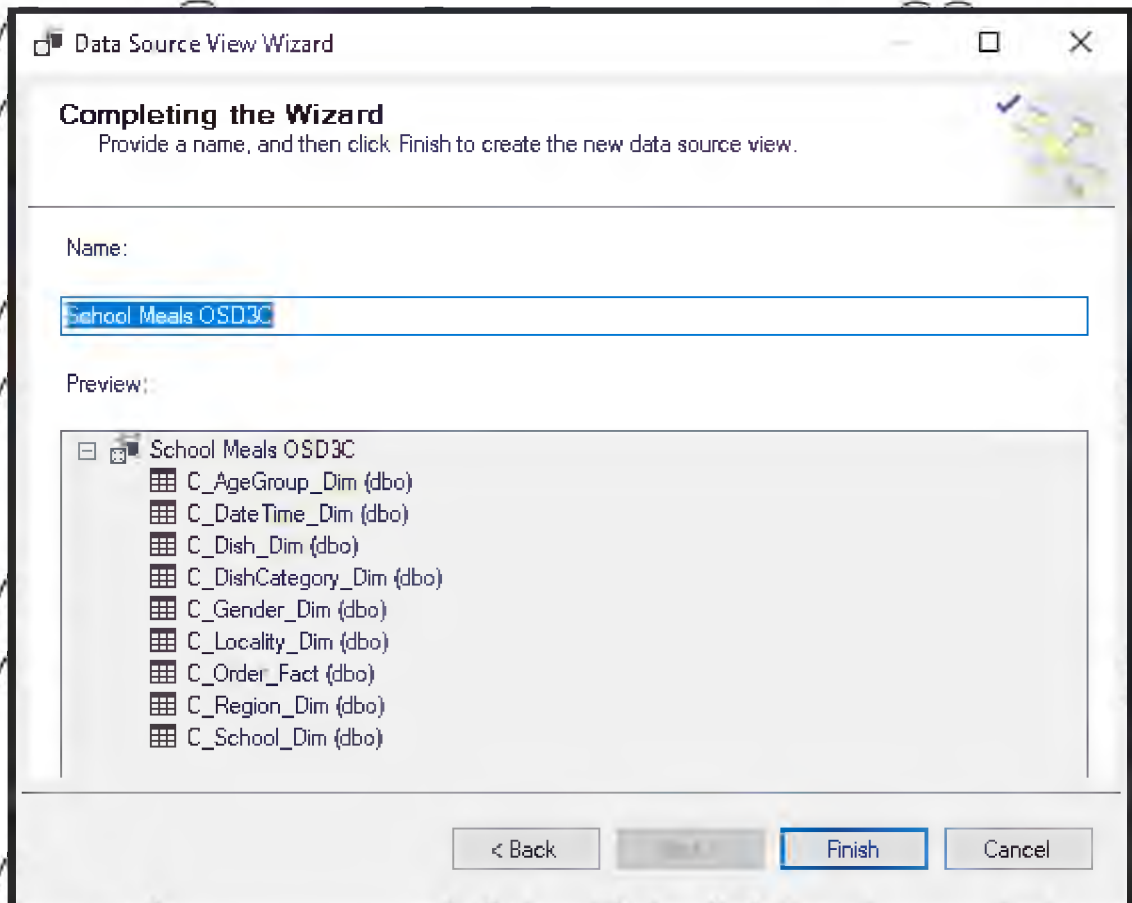 Data Source View Wizard
Completing the Wizard
Provide a name, and then click Finish to create the new data source view.
Name:
School Meals OSD3C
Preview:
School Meals OSD3C
C_AgeGroup_Dim (dbo)
C_DateTime_Dim (dbo)
C_Dish_Dim (dbo)
C_DishCategory_Dim (dbo)
C_Gender_Dim (dbo)
C_Locality_Dim (dbo)
C_Order_Fact (dbo)
C_Region_Dim (dbo)
C_School_Dim (dbo)
< Back Finish Cancel